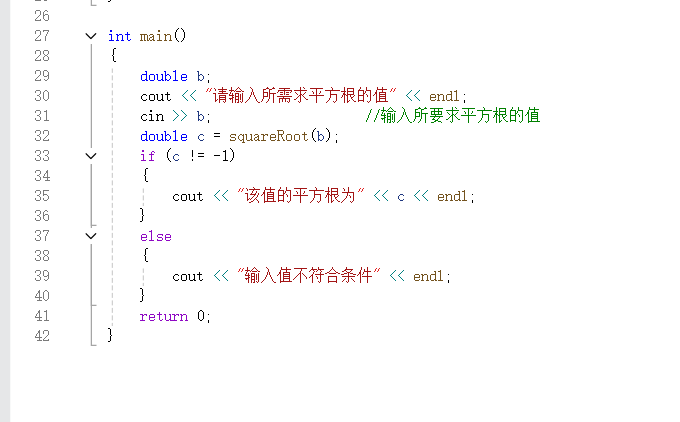 26
27 int main()
28 {
29 double b;
30 cout << "请输入所需求平方根的值" << endl;
31 cin >> b; //输入所要求平方根的值
32 double c = squareRoot(b);
33 if (c != -1)
34 {
35 cout << "该值的平方根为" << c << endl;
36 }
37 else
38 {
39 cout << "输入值不符合条件" << endl;
40 }
41 return 0;
42 }